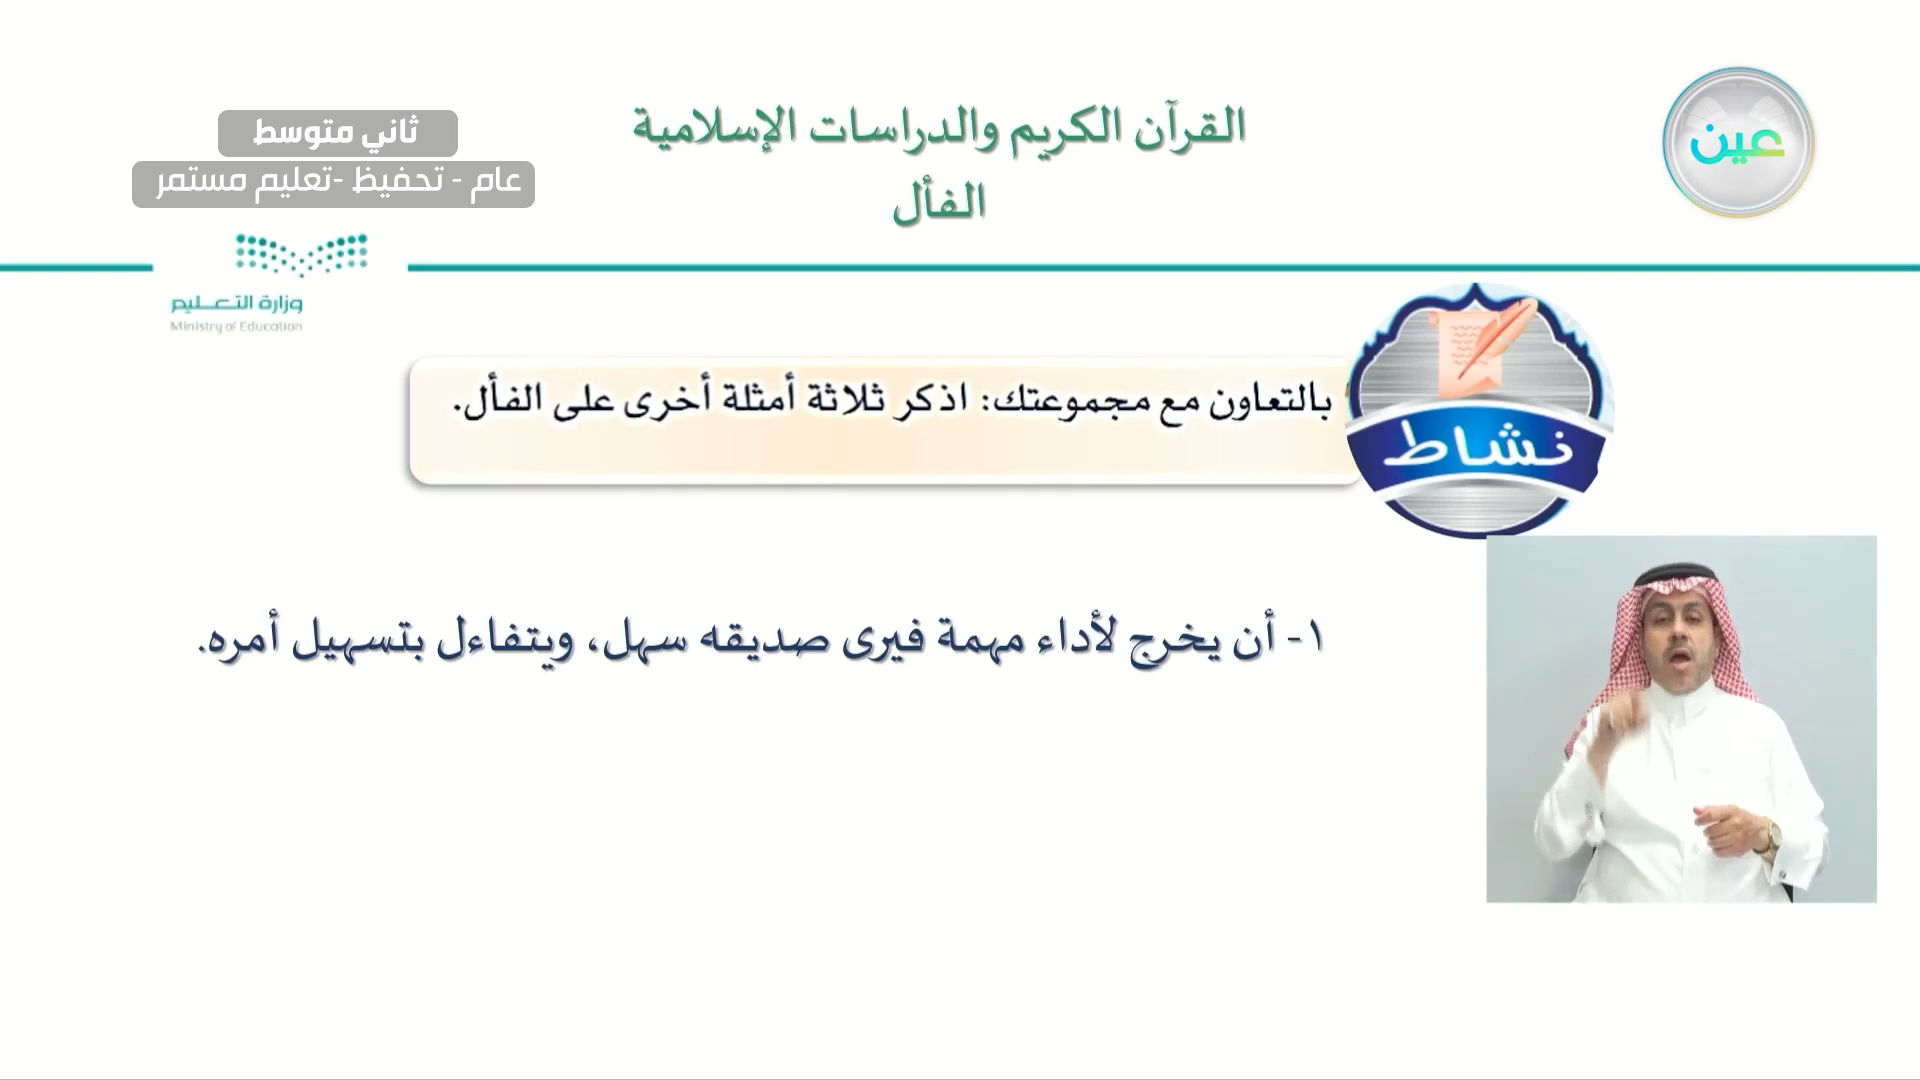 القرآن الكريم والدراسات الإسلامية
الفأل
عين
ثاني متوسط
عام - تحفيظ -تعليم مستمر
وزارة التعليم
Ministry of Education
نشاط
بالتعاون مع مجموعتك: اذكر ثلاثة أمثلة أخرى على الفأل.
١- أن يخرج لأداء مهمة فيرى صديقه سهل، ويتفاءل بتسهيل أمره.